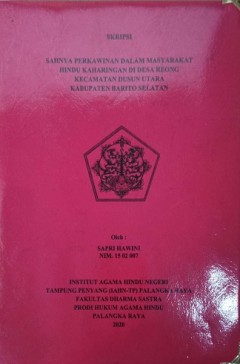 SKRIPSI
SAHNYA PERKAWINAN DALAM MASYARAKAT
HINDU KAHARINGAN DI DESA REONG
KECAMATAN DUSUN UTARA
KABUPATEN BARITO SELATAN
Oleh :
SAPRI HAWINI
NIM. 15 02 007
INSTITUT AGAMA HINDU NEGERI
TAMPUNG PENYANG (IAHN-TP) PALANGKA RAYA
FAKULTAS DHARMA SASTRA
PRODI HUKUM AGAMA HINDU
PALANGKA RAYA
2020